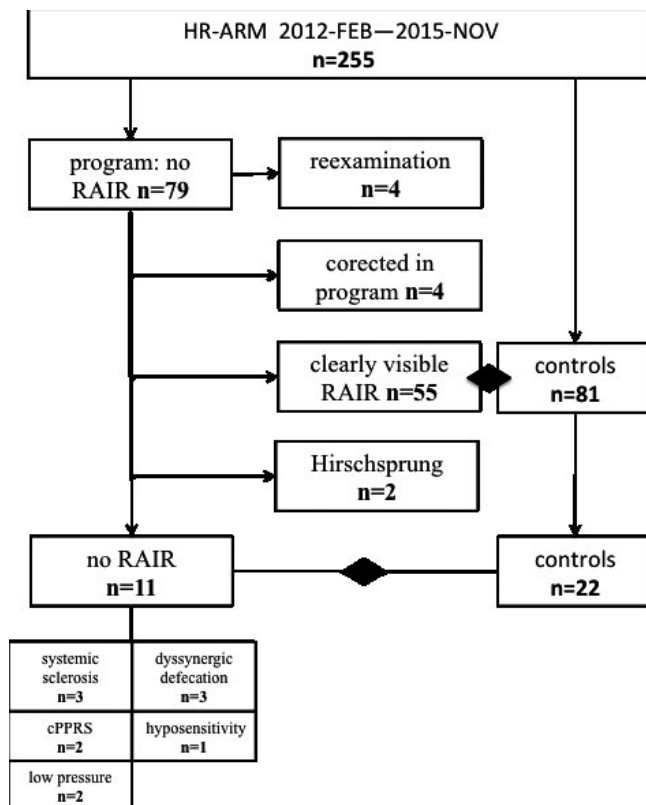 HR-ARM 2012-FEB—2015-NOV
n=255
program: no
RAIR n=79
reexamination
n=4
corected in
program n=4
clearly visible
RAIR n=55
controls
n=81
Hirschsprung
n=2
no RAIR
n=11
controls
n=22
systemic
sclerosis
n=3
dyssynergic
defecation
n=3
cPPRS
n=2
hyposensitivity
n=1
low pressure
n=2